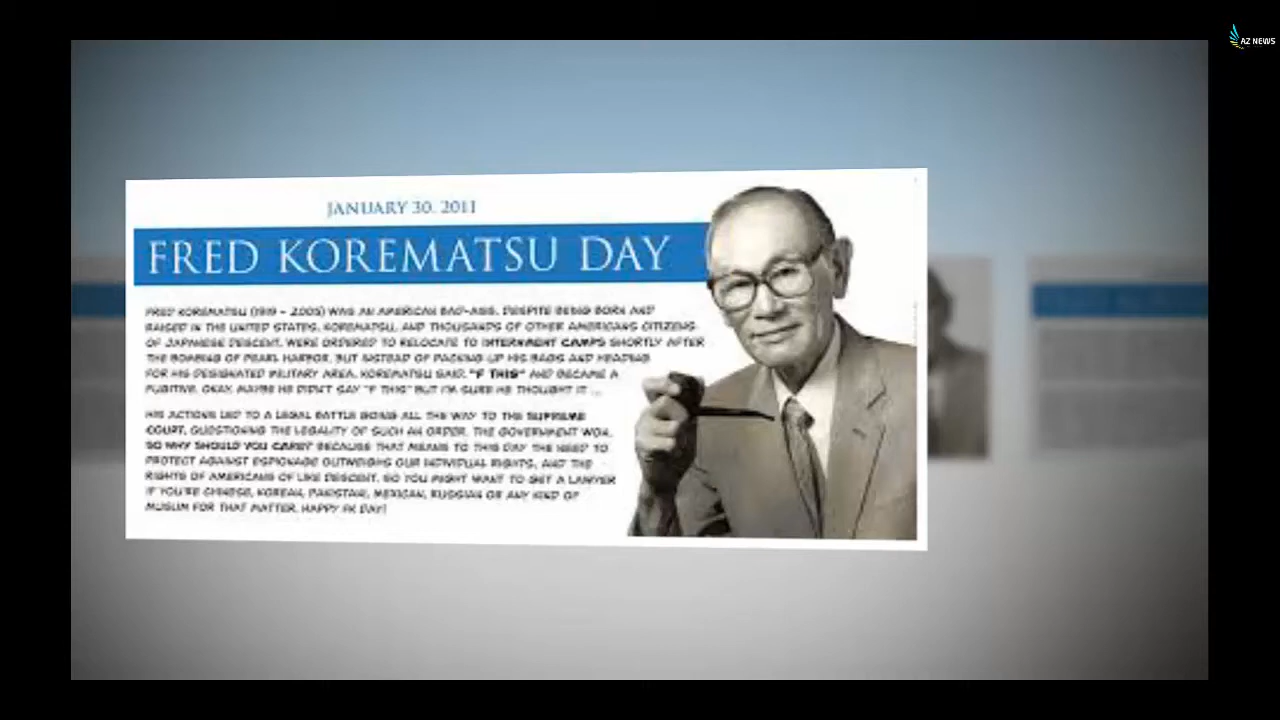 AZ NEWS
JANUARY 30, 2011
FRED KOREMATSU DAY
FRED KOREMATSU (1919 - 2005) WAS AN AMERICAN BAD-ASS. DESPITE BEING BORN AND
RAISED IN THE UNITED STATES, KOREMATSU, AND THOUSANDS OF OTHER AMERICANS CITIZENS
OF JAPANESE DESCENT, WERE ORDERED TO RELOCATE TO INTERNMENT CAMPS SHORTLY AFTER
THE BOMBING OF PEARL HARBOR. BUT INSTEAD OF PACKING UP HIS BAGS AND HEADING
FOR HIS DESIGNATED MILITARY AREA, KOREMATSU SAID, "F THIS" AND BECAME A
FUGITIVE. OKAY, MAYBE HE DIDN'T SAY "F THIS" BUT I'M SURE HE THOUGHT IT ...
HIS ACTIONS LED TO A LEGAL BATTLE GOING ALL THE WAY TO THE SUPREME
COURT, QUESTIONING THE LEGALITY OF SUCH AN ORDER. THE GOVERNMENT WON.
SO WHY SHOULD YOU CARE? BECAUSE THAT MEANS TO THIS DAY THE NEED TO
PROTECT AGAINST ESPIONAGE OUTWEIGHS OUR INDIVIDUAL RIGHTS, AND THE
RIGHTS OF AMERICANS OF LIKE DESCENT. SO YOU MIGHT WANT TO GET A LAWYER
IF YOU'RE CHINESE, KOREAN, PAKISTANI, MEXICAN, RUSSIAN OR ANY KIND OF
MUSLIM FOR THAT MATTER. HAPPY FK DAY!